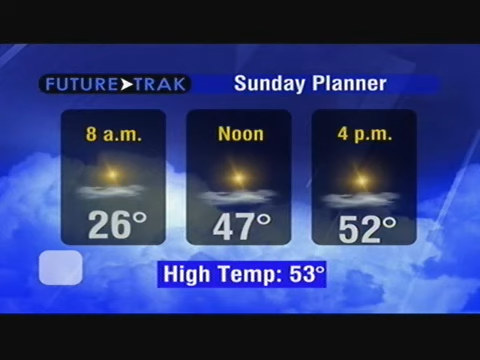 FUTURE TRAK
Sunday Planner
8 a.m.
Noon
4 p.m.
26°
47°
52°
High Temp: 53°